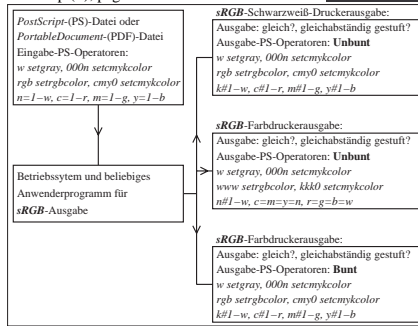 PostScript-(PS)-Datei oder
PortableDocument-(PDF)-Datei
Eingabe-PS-Operatoren:
w setgray, 000n setcmykcolor
rgb setrgbcolor, cmy0 setcmykcolor
n=1–w, c=1–r, m=1–g, y=1–b
Betriebssytem und beliebiges
Anwenderprogramm für
sRGB-Ausgabe
sRGB-Schwarzweiß-Druckerausgabe:
Ausgabe: gleich?, gleichabständig gestuft?
Ausgabe-PS-Operatoren: Unbunt
w setgray, 000n setcmykcolor
rgb setrgbcolor, cmy0 setcmykcolor
k#1–w, c#1–r, m#1–g, y#1–b
sRGB-Farbdruckerausgabe:
Ausgabe: gleich?, gleichabständig gestuft?
Ausgabe-PS-Operatoren: Unbunt
w setgray, 000n setcmykcolor
www setrgbcolor, kkk0 setcmykcolor
n#1–w, c=m=y=n, r=g=b=w
sRGB-Farbdruckerausgabe:
Ausgabe: gleich?, gleichabständig gestuft?
Ausgabe-PS-Operatoren: Bunt
w setgray, 000n setcmykcolor
rgb setrgbcolor, cmy0 setcmykcolor
k#1–w, c#1–r, m#1–g, y#1–b